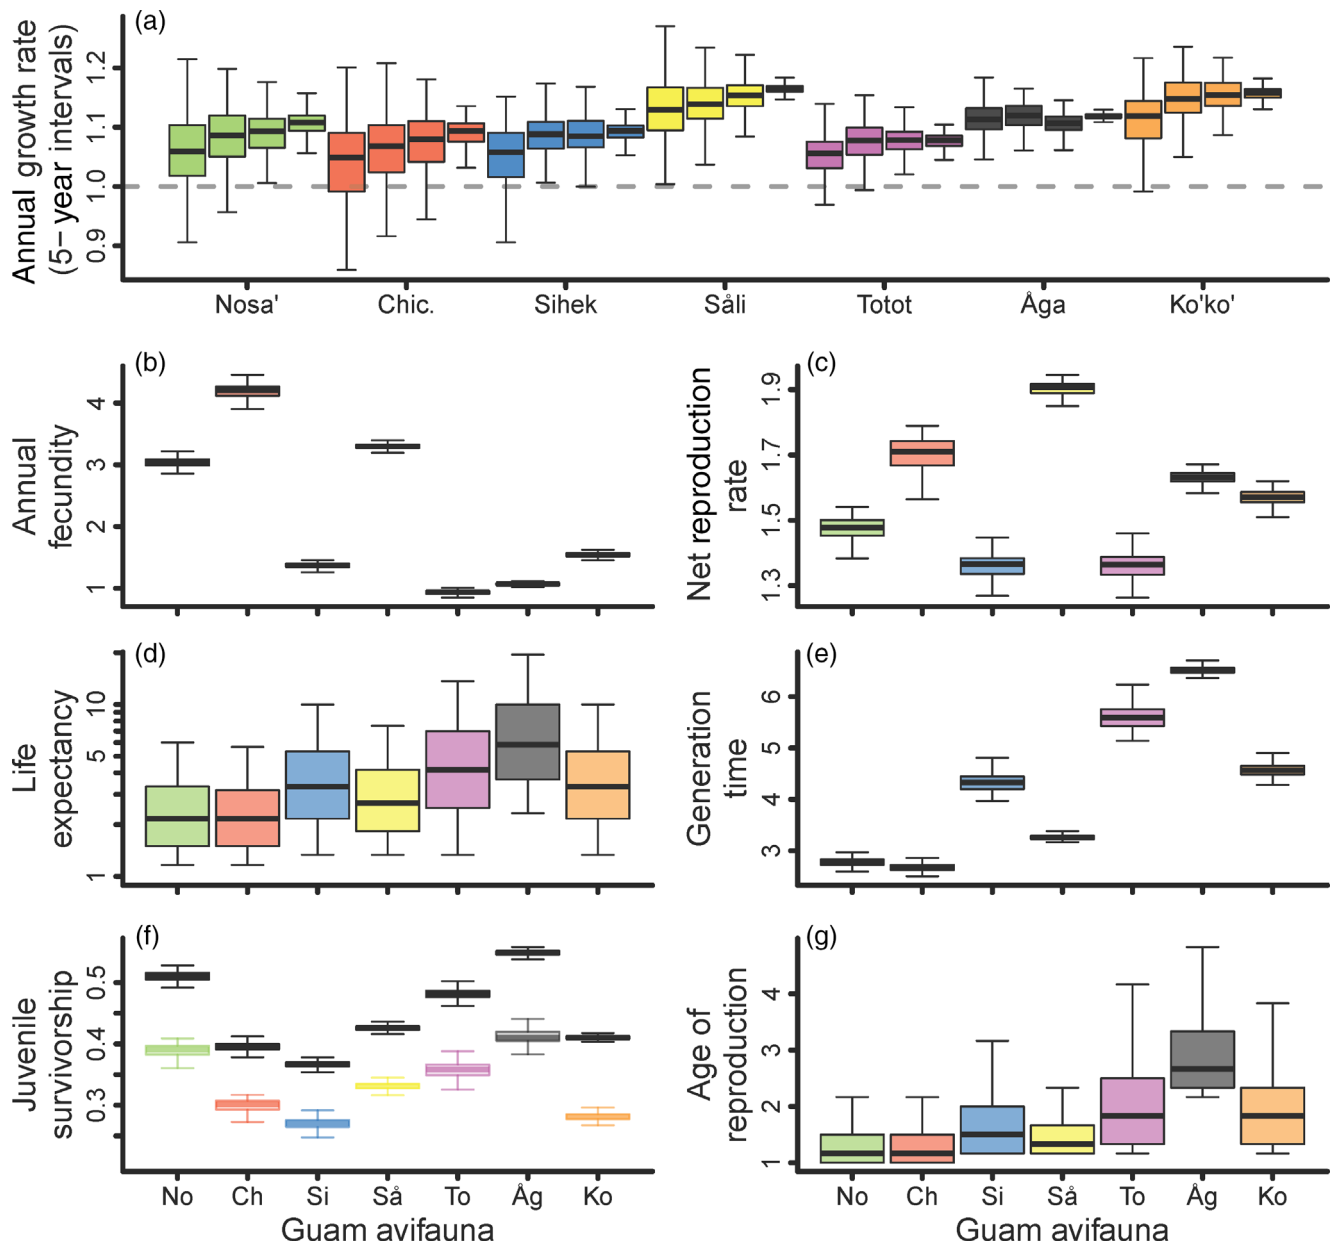 (a)
Annual growth rate
(5− year intervals)
1.2
1.1
1.0
0.9
Nosa' Chic. Sihek Såli Totot Åga Ko'ko'
(b)
Annual
fecundity
4
3
2
1
(c)
Net reproduction
rate
1.9
1.7
1.5
1.3
(d)
Life
expectancy
10
5
1
(e)
Generation
time
6
5
4
3
(f)
Juvenile
survivorship
0.5
0.4
0.3
No Ch Si Så To Åg Ko
Guam avifauna
(g)
Age of
reproduction
4
3
2
1
No Ch Si Så To Åg Ko
Guam avifauna